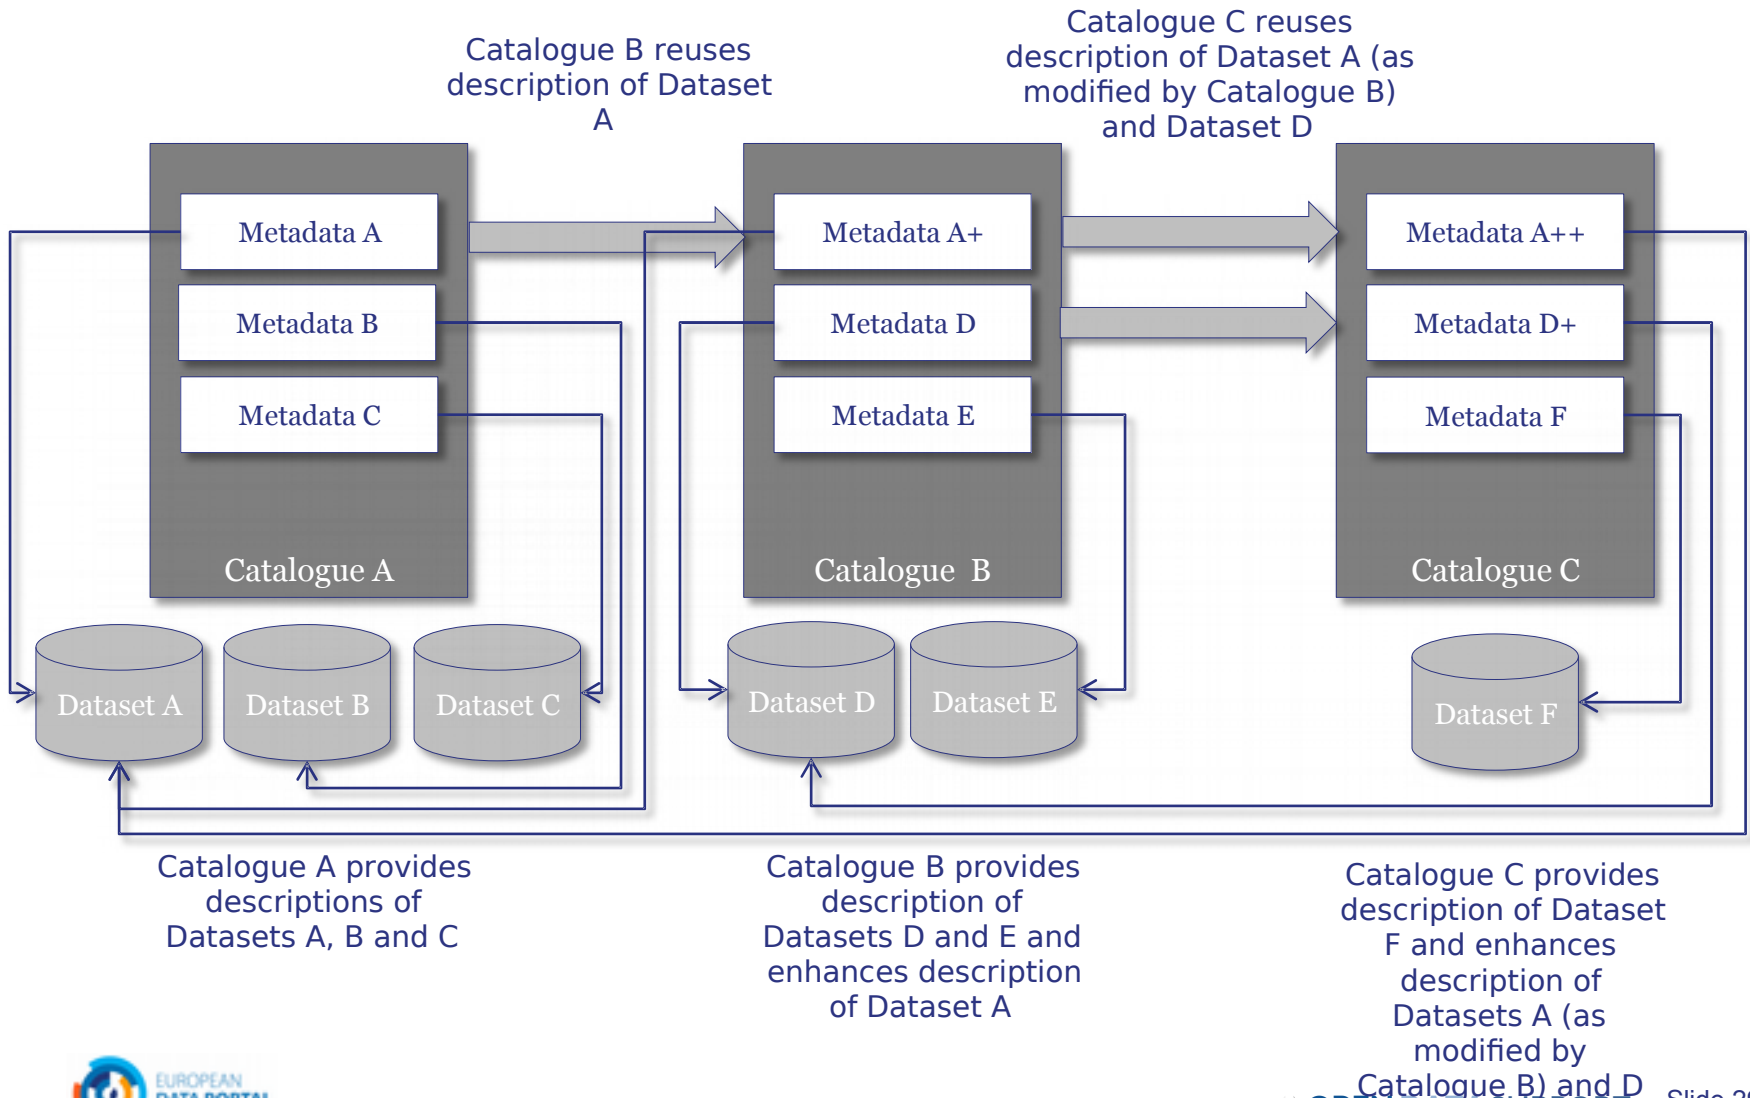 Catalogue B reuses
description of Dataset
A
Catalogue C reuses
description of Dataset A (as
modified by Catalogue B)
and Dataset D
Metadata A
Metadata B
Metadata C
Catalogue A
Metadata A+
Metadata D
Metadata E
Catalogue B
Metadata A++
Metadata D+
Metadata F
Catalogue C
Dataset A
Dataset B
Dataset C
Dataset D
Dataset E
Dataset F
Catalogue A provides
descriptions of
Datasets A, B and C
Catalogue B provides
description of
Datasets D and E and
enhances description
of Dataset A
Catalogue C provides
description of Dataset
F and enhances
description of
Datasets A (as
modified by
Catalogue B) and D
EUROPEAN
DATA PORTAL
Slide